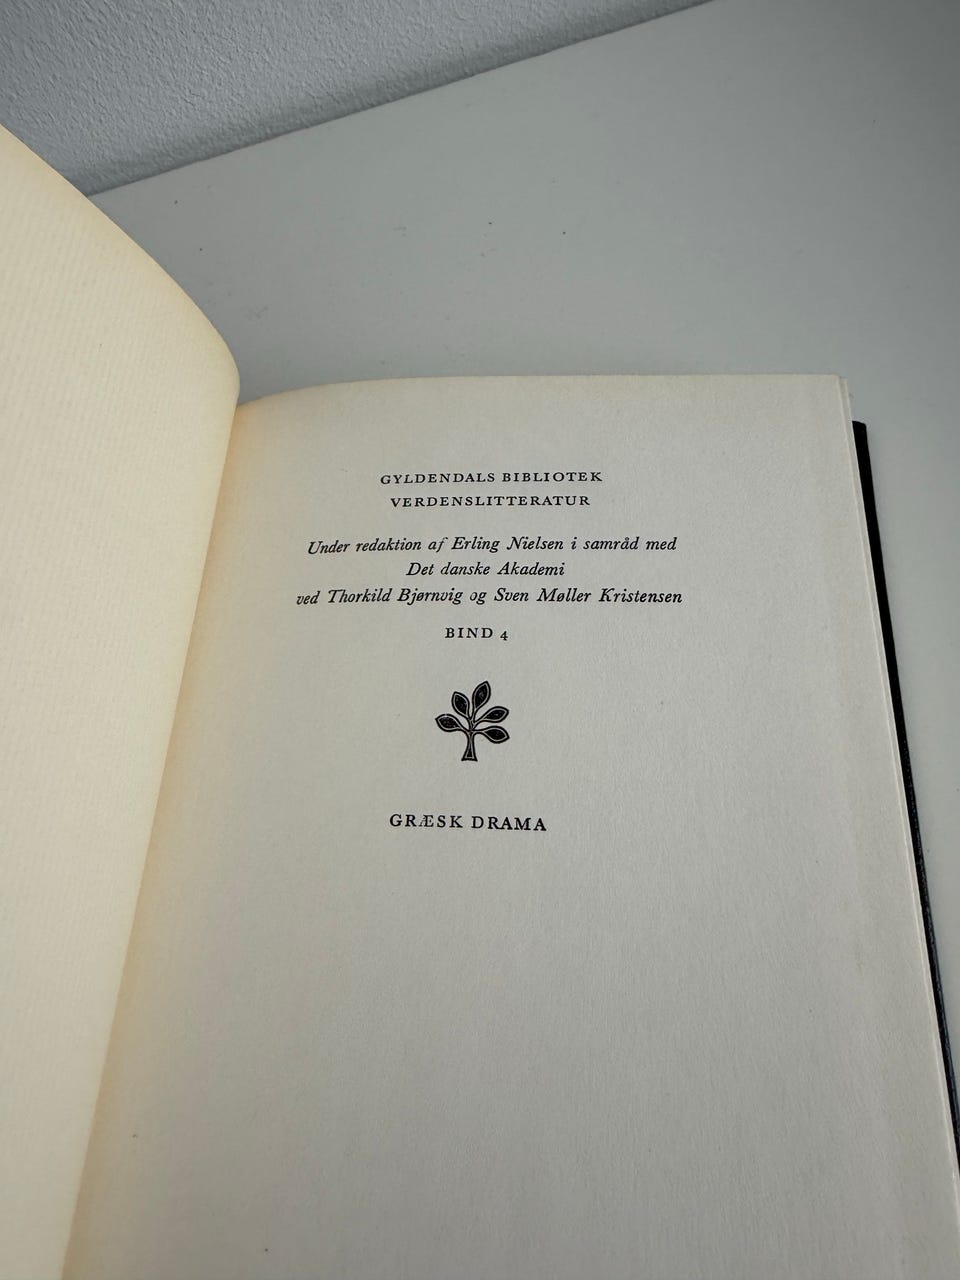 GYLDENDALS BIBLIOTEK
VERDENSLITTERATUR
Under redaktion af Erling Nielsen i samråd med
Det danske Akademi
ved Thorkild Bjørnvig og Sven Møller Kristensen
BIND 4
GRÆSK DRAMA